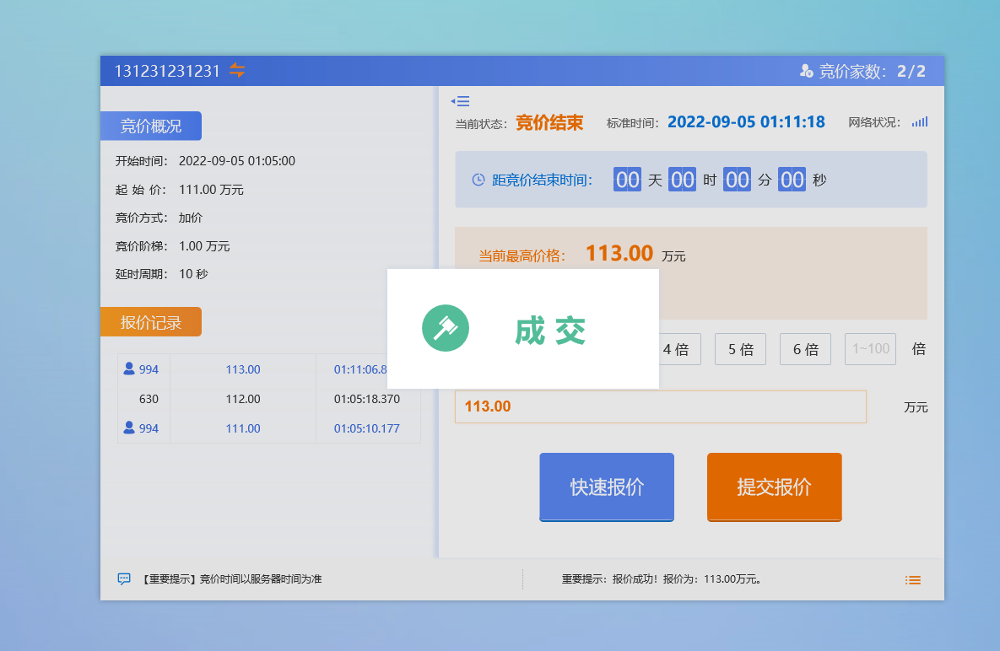 131231231231
竞价家数：2/2
竞价概况
开始时间： 2022-09-05 01:05:00
起 始 价： 111.00 万元
竞价方式： 加价
竞价阶梯： 1.00 万元
延时周期： 10 秒
报价记录
994 113.00 01:11:06.8
630 112.00 01:05:18.370
994 111.00 01:05:10.177
当前状态： 竞价结束 标准时间： 2022-09-05 01:11:18 网络状况：
距竞价结束时间： 00 天 00 时 00 分 00 秒
当前最高价格： 113.00 万元
成 交
4 倍 5 倍 6 倍 1~100 倍
113.00 万元
快速报价 提交报价
【重要提示】竞价时间以服务器时间为准
重要提示：报价成功！报价为：113.00万元。